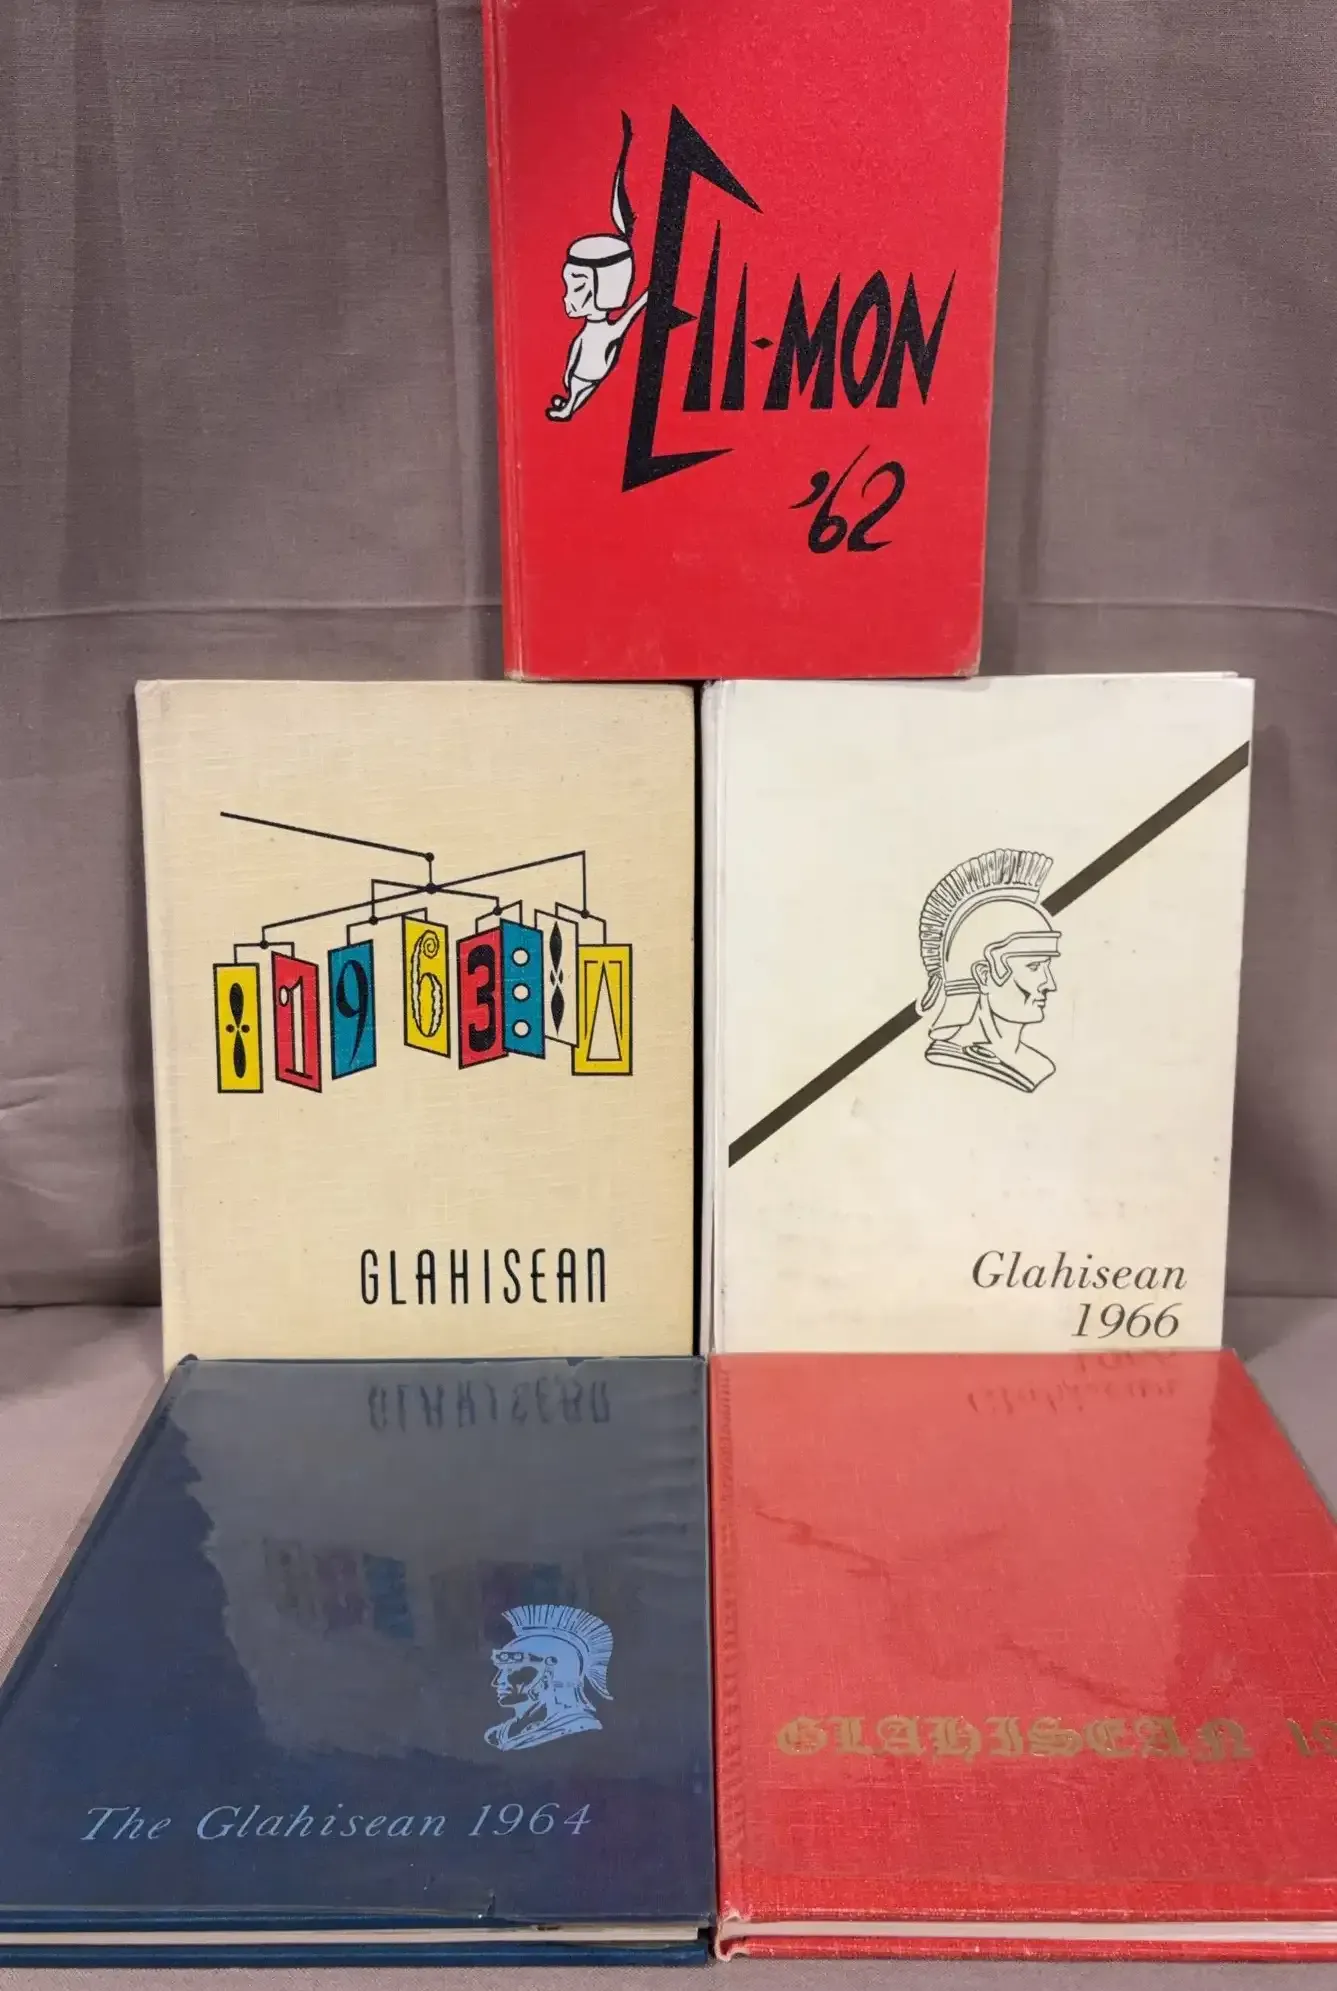 Eli-MON
'62
1963
GLAHISEAN
Glahisean
1966
The Glahisean 1964
GLAHISEAN